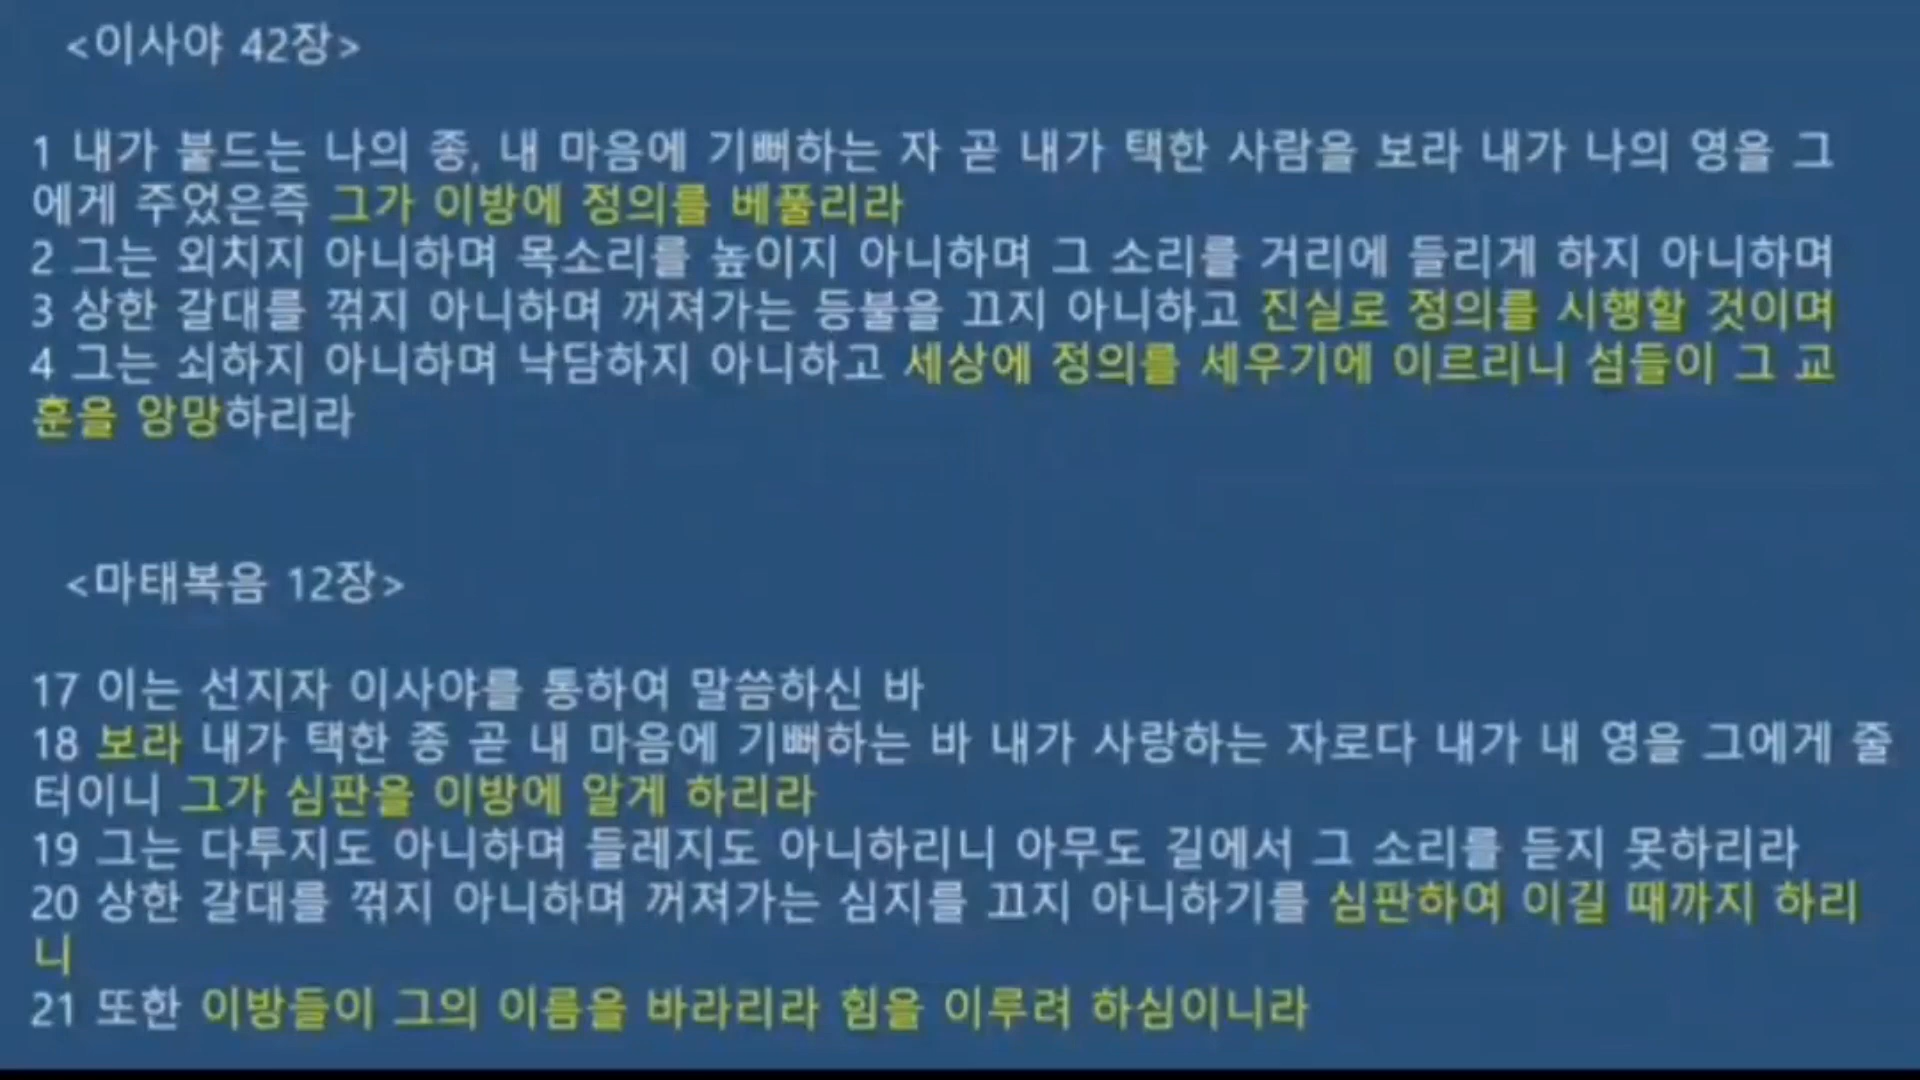 <이사야 42장>
1 내가 붙드는 나의 종, 내 마음에 기뻐하는 자 곧 내가 택한 사람을 보라 내가 나의 영을 그
에게 주었은즉 그가 이방에 정의를 베풀리라
2 그는 외치지 아니하며 목소리를 높이지 아니하며 그 소리를 거리에 들리게 하지 아니하며
3 상한 갈대를 꺾지 아니하며 꺼져가는 등불을 끄지 아니하고 진실로 정의를 시행할 것이며
4 그는 쇠하지 아니하며 낙담하지 아니하고 세상에 정의를 세우기에 이르리니 섬들이 그 교
훈을 앙망하리라
<마태복음 12장>
17 이는 선지자 이사야를 통하여 말씀하신 바
18 보라 내가 택한 종 곧 내 마음에 기뻐하는 바 내가 사랑하는 자로다 내가 내 영을 그에게 줄
터이니 그가 심판을 이방에 알게 하리라
19 그는 다투지도 아니하며 들레지도 아니하리니 아무도 길에서 그 소리를 듣지 못하리라
20 상한 갈대를 꺾지 아니하며 꺼져가는 심지를 끄지 아니하기를 심판하여 이길 때까지 하리
니
21 또한 이방들이 그의 이름을 바라리라 힘을 이루려 하심이니라